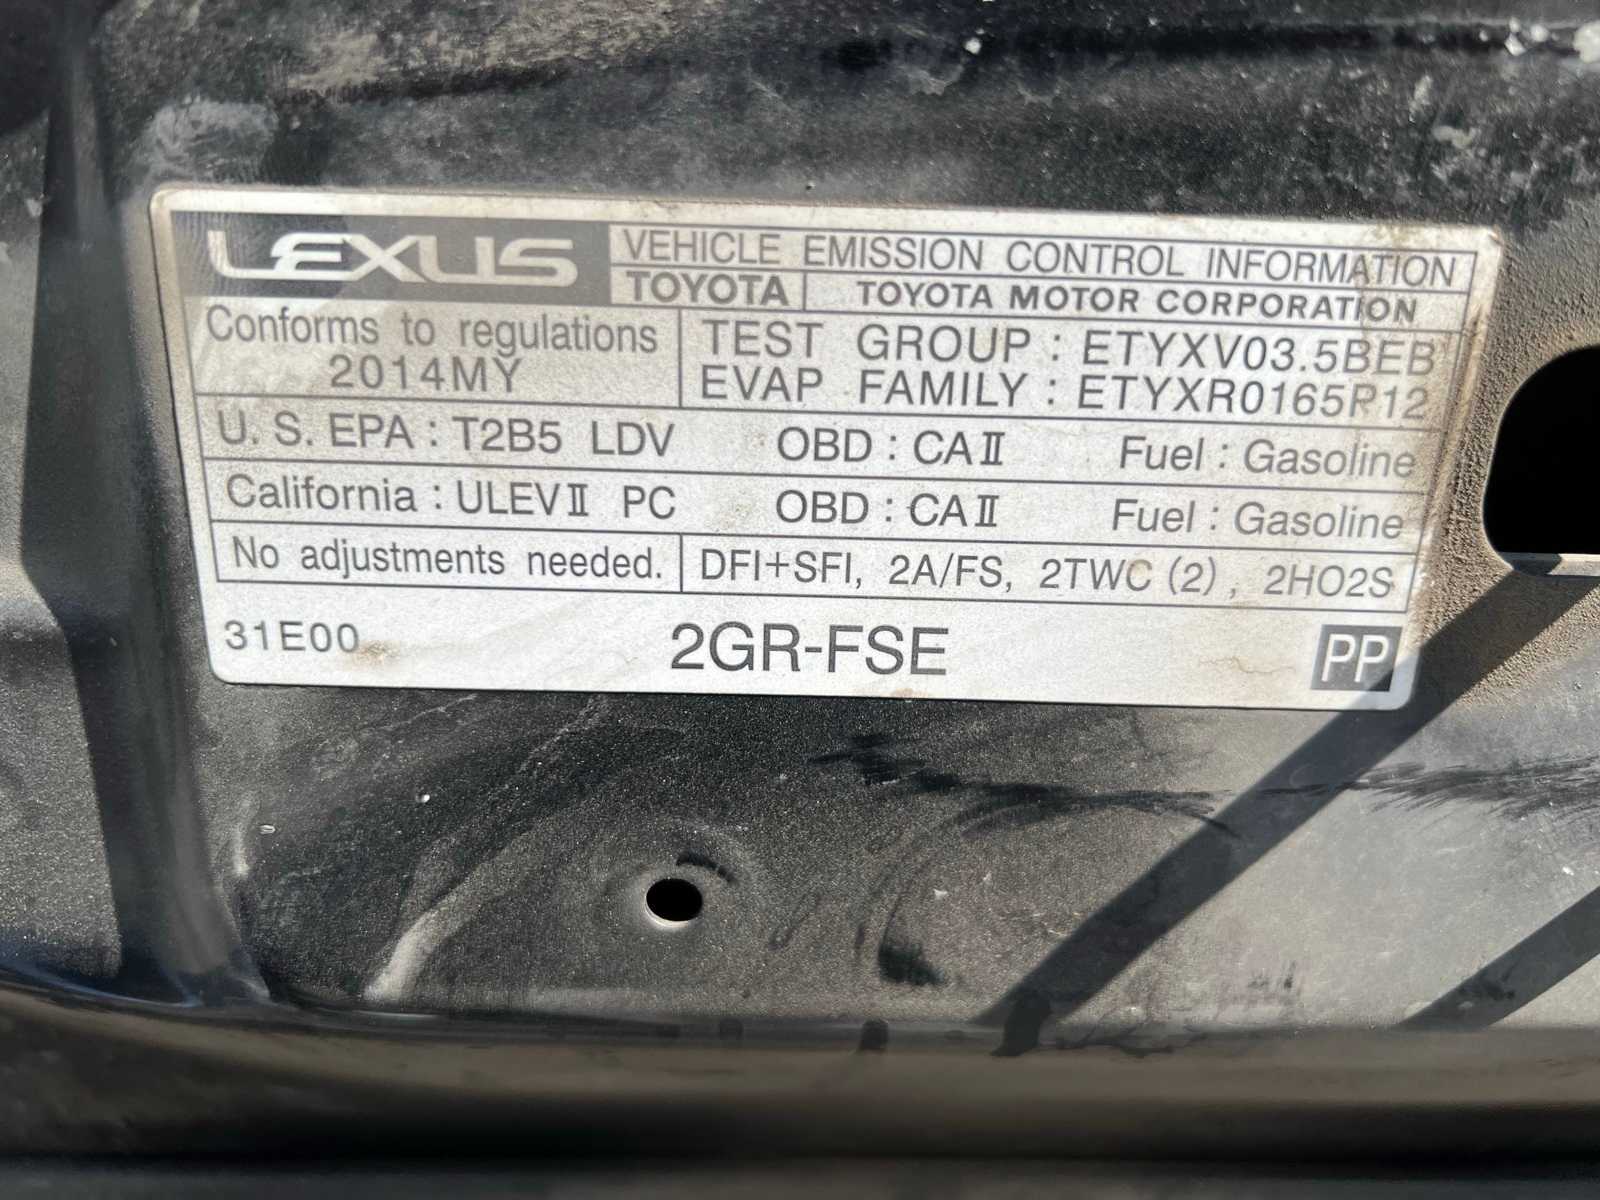 LEXUS VEHICLE EMISSION CONTROL INFORMATION
TOYOTA TOYOTA MOTOR CORPORATION
Conforms to regulations
2014MY
TEST GROUP : ETYXV03.5BEB
EVAP FAMILY : ETYXR0165P12
U.S. EPA : T2B5 LDV OBD : CAⅡ Fuel : Gasoline
California : ULEVⅡ PC OBD : CAⅡ Fuel : Gasoline
No adjustments needed. DFI+SFI, 2A/FS, 2TWC (2), 2HO2S
31E00 2GR-FSE PP